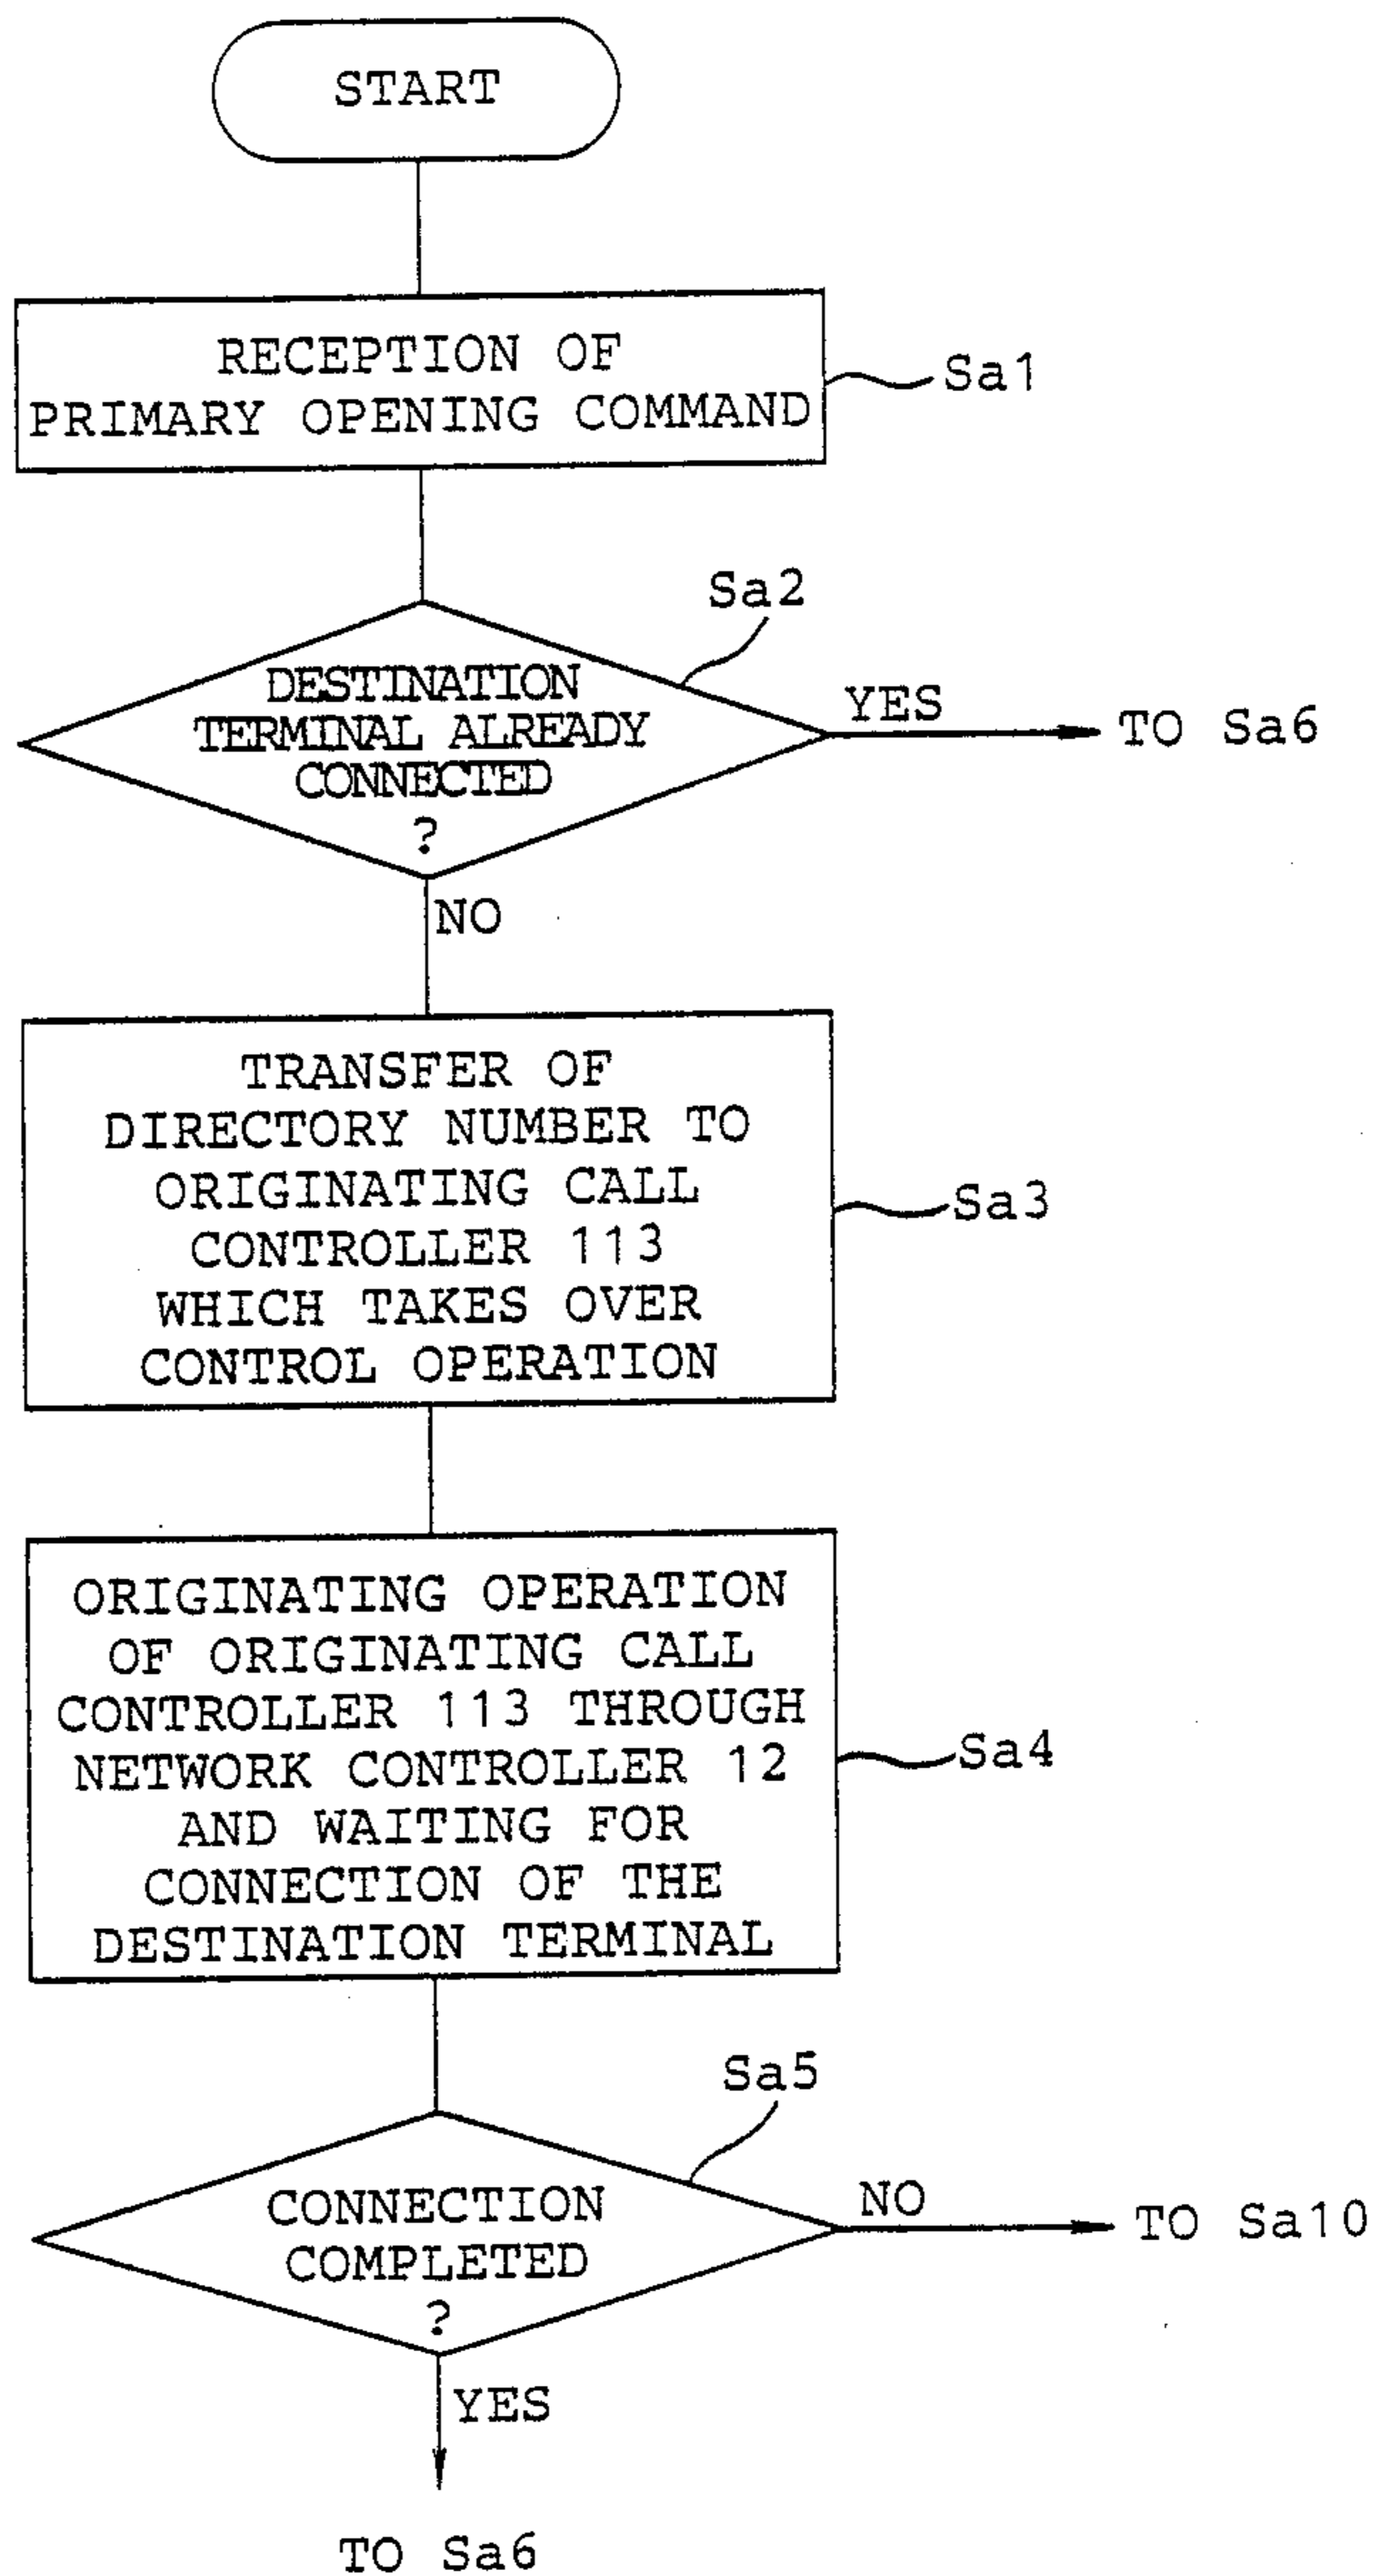 START
RECEPTION OF
PRIMARY OPENING COMMAND
Sa1
Sa2
DESTINATION
TERMINAL ALREADY
CONNECTED
?
YES
TO Sa6
NO
TRANSFER OF
DIRECTORY NUMBER TO
ORIGINATING CALL
CONTROLLER 113
WHICH TAKES OVER
CONTROL OPERATION
Sa3
ORIGINATING OPERATION
OF ORIGINATING CALL
CONTROLLER 113 THROUGH
NETWORK CONTROLLER 12
AND WAITING FOR
CONNECTION OF THE
DESTINATION TERMINAL
Sa4
Sa5
CONNECTION
COMPLETED
?
NO
TO Sa10
YES
TO Sa6